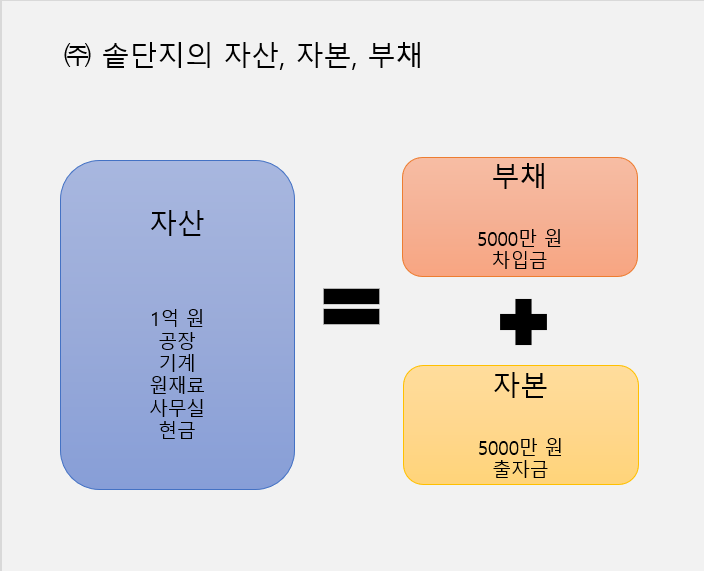 ㈜ 솥단지의 자산, 자본, 부채
자산
1억 원
공장
기계
원재료
사무실
현금
=
부채
5000만 원
차입금
+
자본
5000만 원
출자금